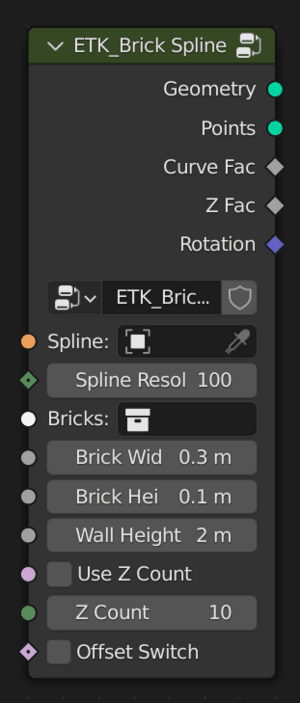 ETK_Brick Spline
Geometry
Points
Curve Fac
Z Fac
Rotation
ETK_Bric...
Spline:
Spline Resol 100
Bricks:
Brick Wid 0.3 m
Brick Hei 0.1 m
Wall Height 2 m
Use Z Count
Z Count 10
Offset Switch